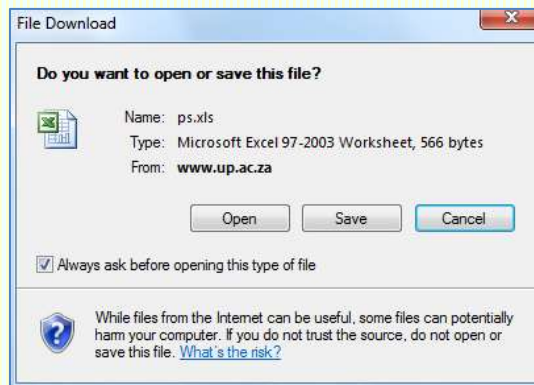 File Download
Do you want to open or save this file?
Name: ps.xls
Type: Microsoft Excel 97-2003 Worksheet, 566 bytes
From: www.up.ac.za
Open Save Cancel
Always ask before opening this type of file
While files from the Internet can be useful, some files can potentially
harm your computer. If you do not trust the source, do not open or
save this file. What's the risk?